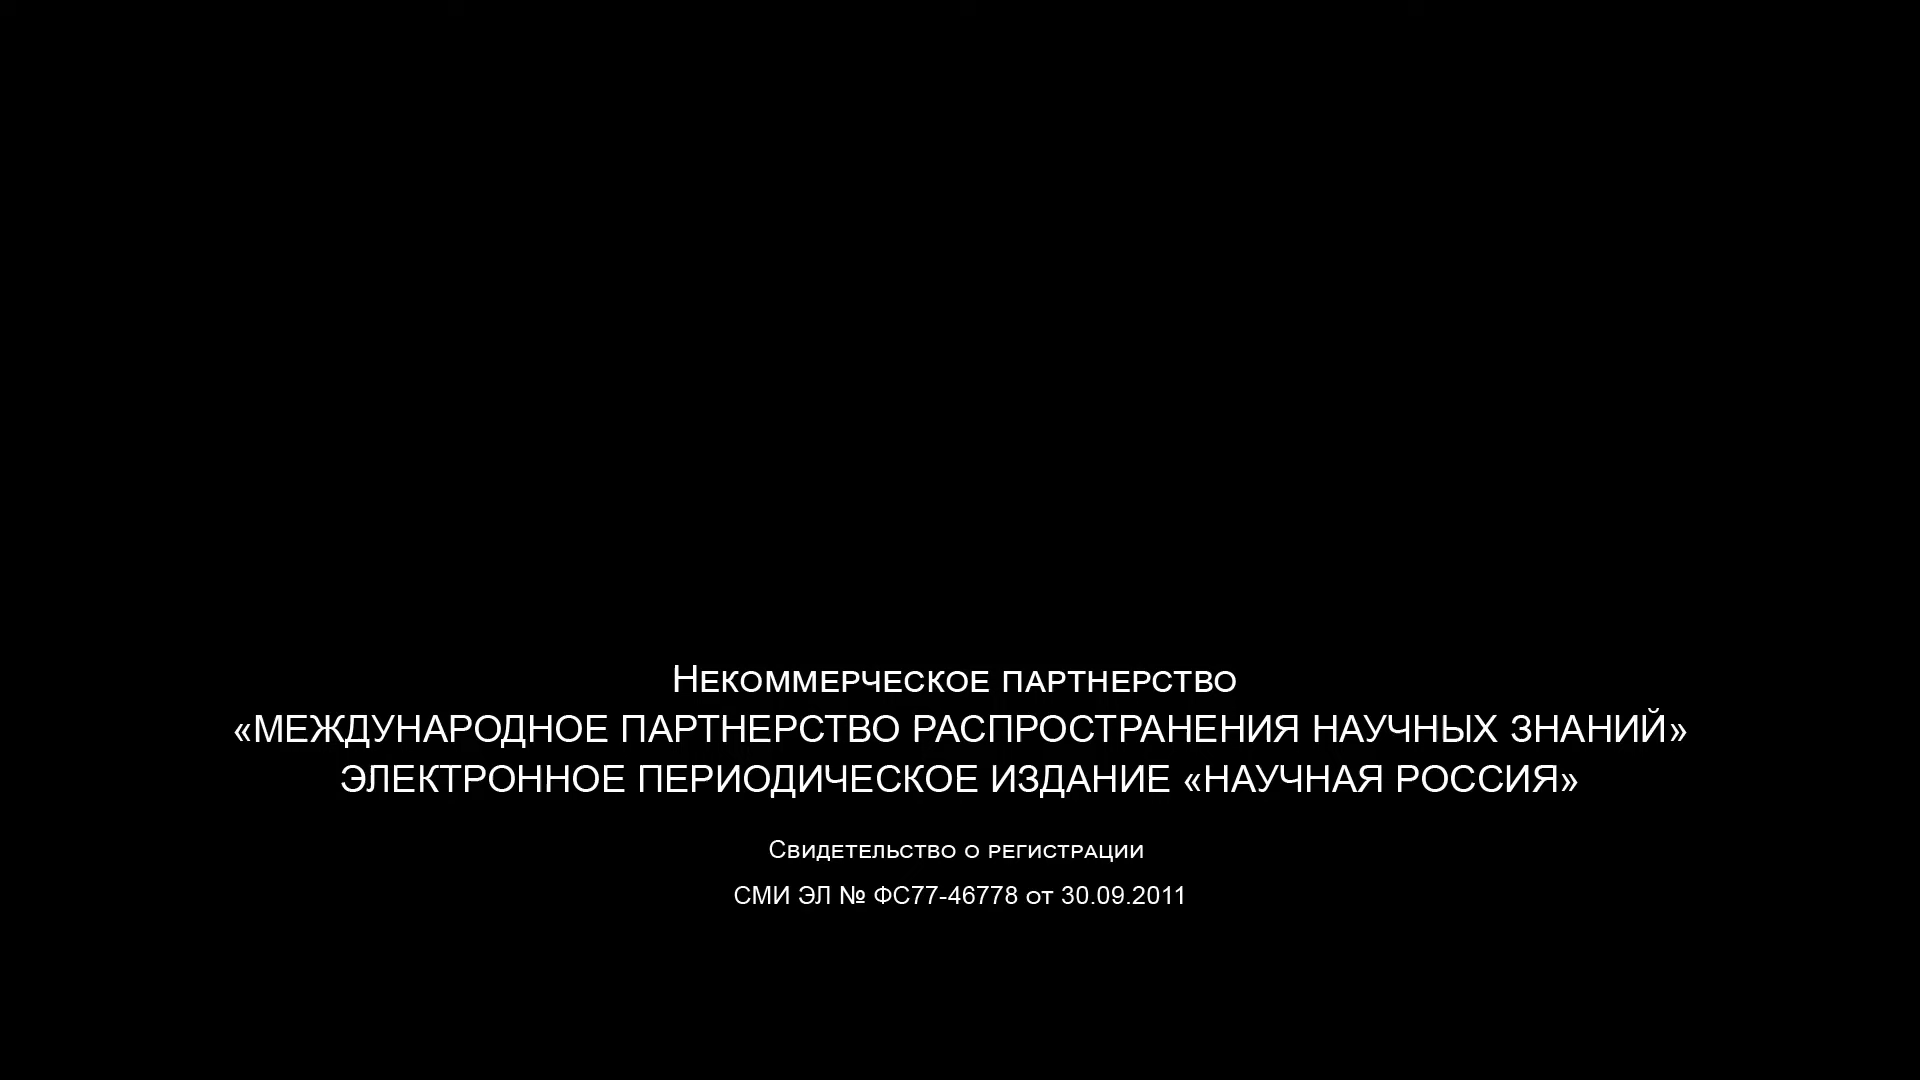 Некоммерческое партнерство
«МЕЖДУНАРОДНОЕ ПАРТНЕРСТВО РАСПРОСТРАНЕНИЯ НАУЧНЫХ ЗНАНИЙ»
ЭЛЕКТРОННОЕ ПЕРИОДИЧЕСКОЕ ИЗДАНИЕ «НАУЧНАЯ РОССИЯ»
Свидетельство о регистрации
СМИ ЭЛ № ФС77-46778 от 30.09.2011